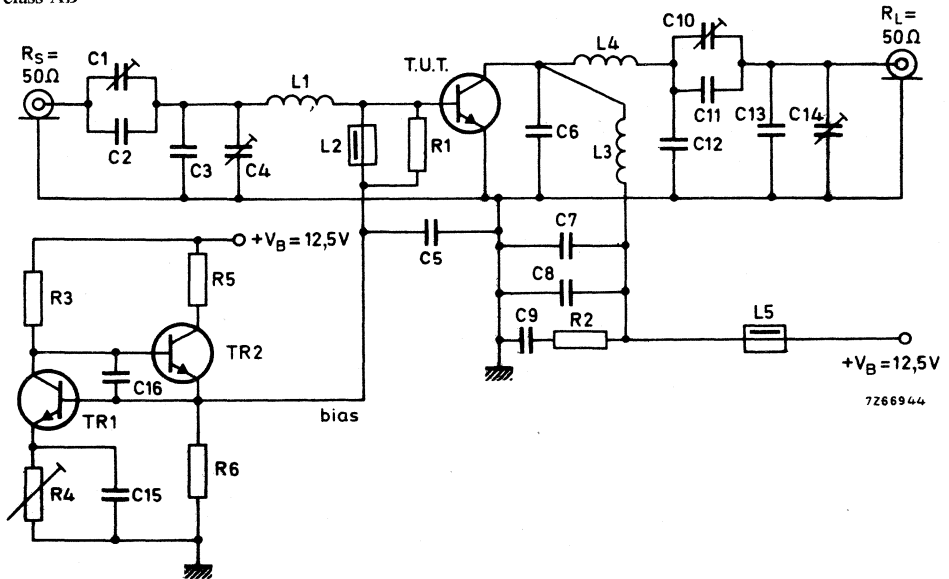 class AB
RS=
50Ω
C1
C2
C3
C4
L1
L2
R1
T.U.T.
C6
L4
L3
C10
C11
C12
C13
C14
RL=
50Ω
+VB=12,5V
R3
R5
C5
C7
C8
C9
R2
L5
+VB=12,5V
7266944
TR2
C16
TR1
bias
R4
C15
R6